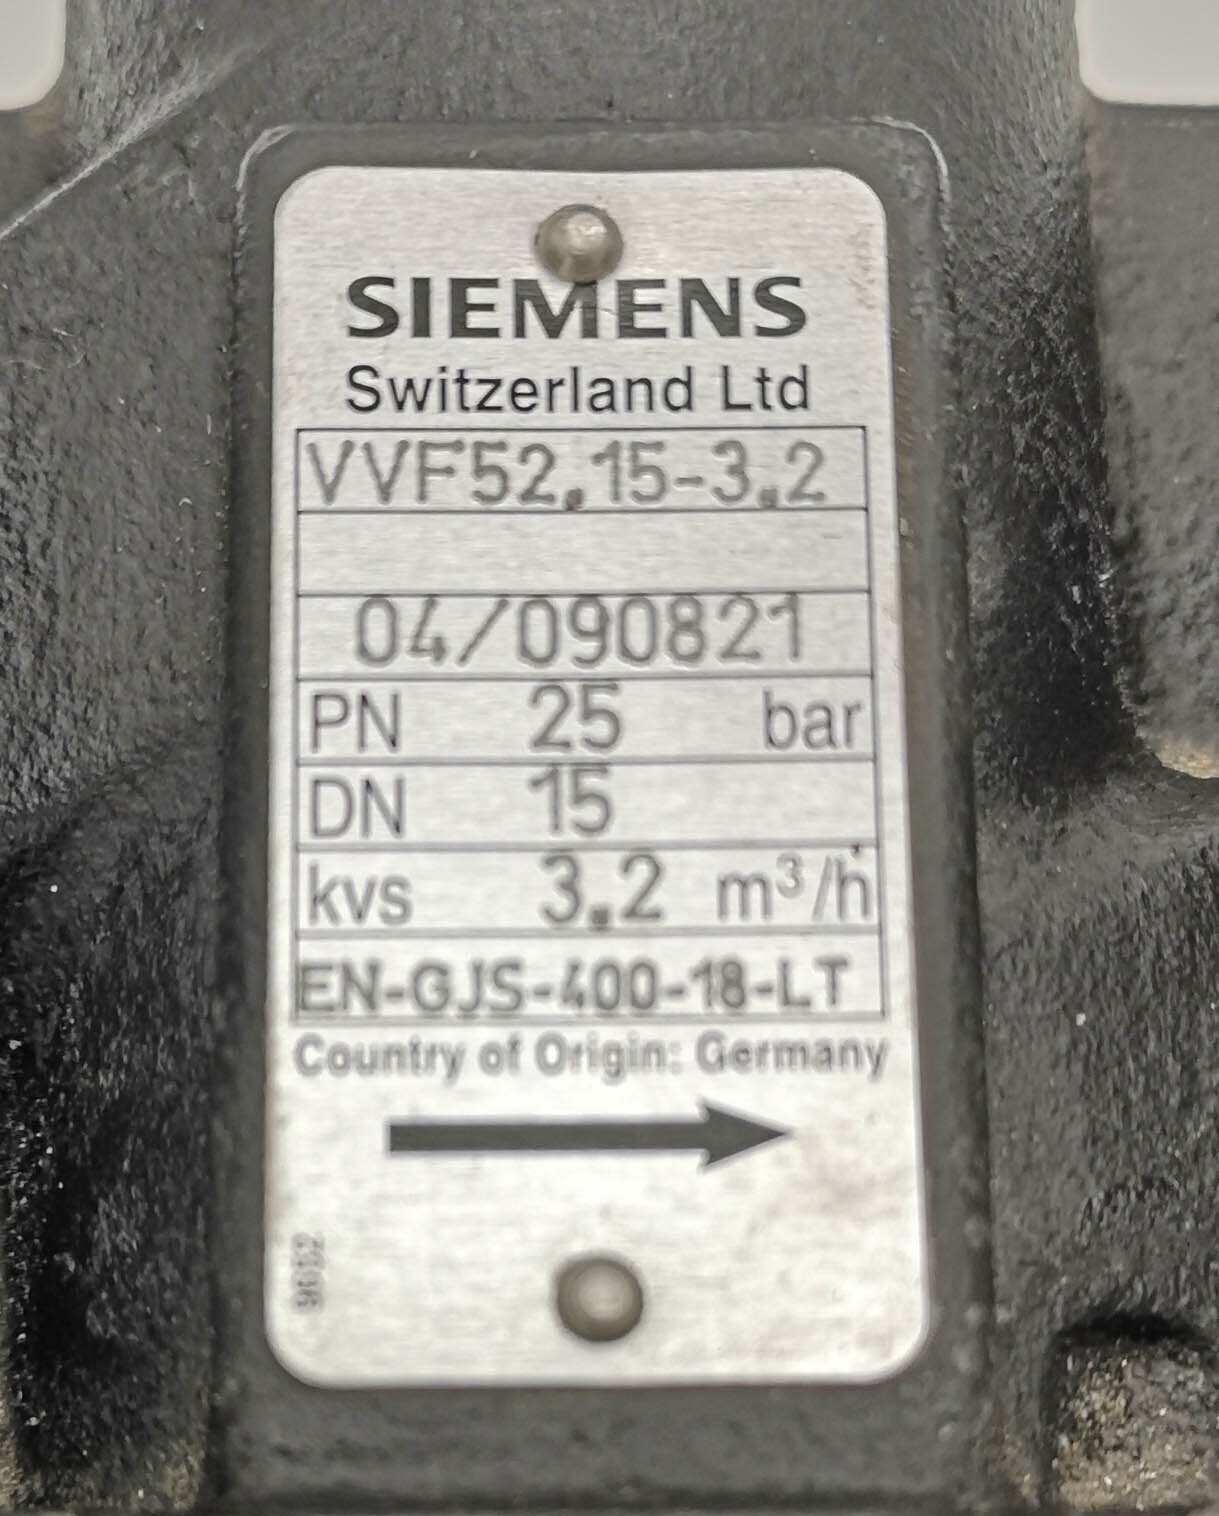 SIEMENS
Switzerland Ltd
VVF52.15-3.2
04/090821
PN 25 bar
DN 15
kvs 3.2 m³/h
EN-GJS-400-18-LT
Country of Origin: Germany